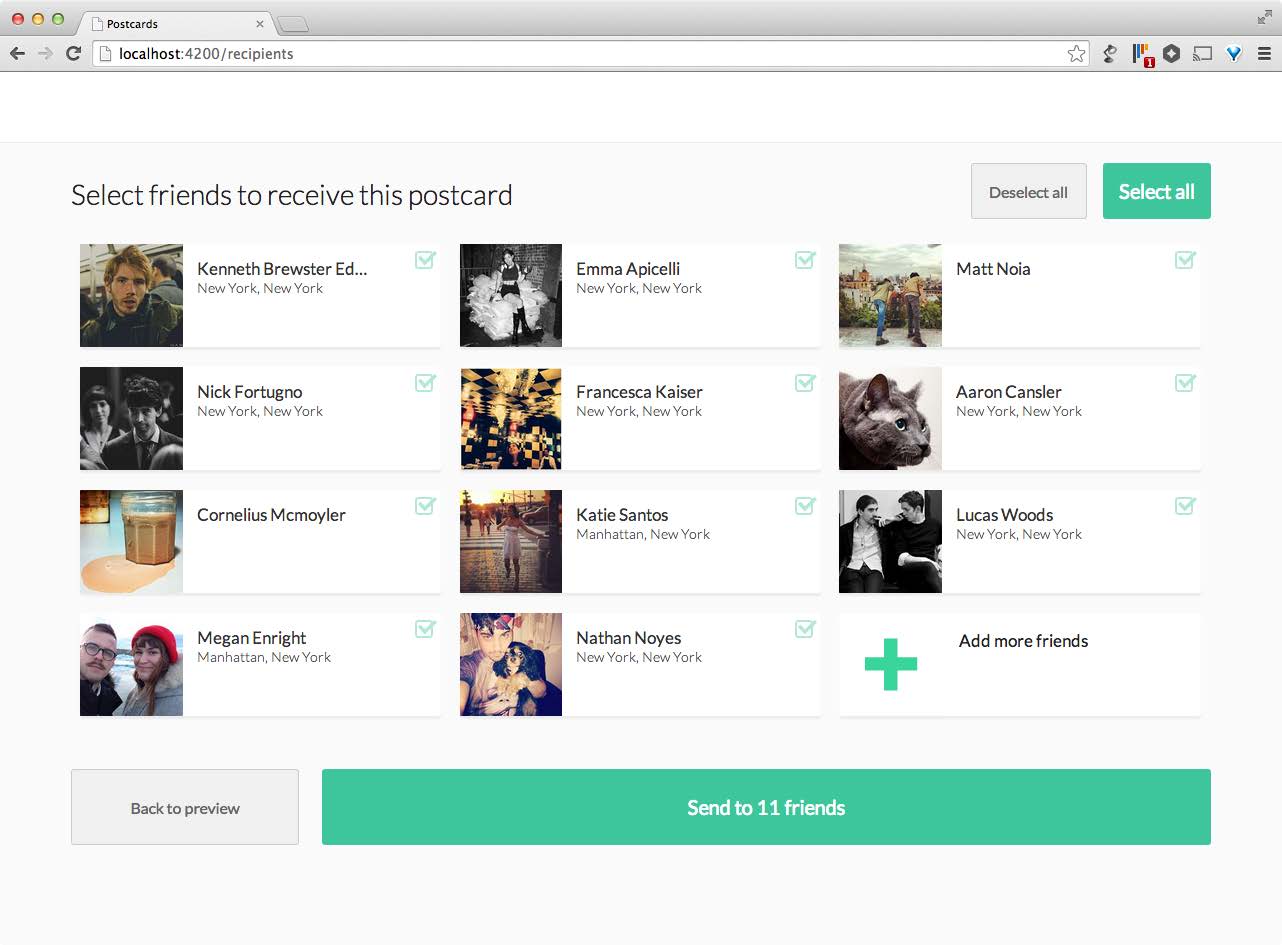 Postcards
localhost:4200/recipients
1
Select friends to receive this postcard
Deselect all
Select all
Kenneth Brewster Ed...
New York, New York
Emma Apicelli
New York, New York
Matt Noia
Nick Fortugno
New York, New York
Francesca Kaiser
New York, New York
Aaron Cansler
New York, New York
Cornelius Mcmoyler
Katie Santos
Manhattan, New York
Lucas Woods
New York, New York
Megan Enright
Manhattan, New York
Nathan Noyes
New York, New York
Add more friends
Back to preview
Send to 11 friends